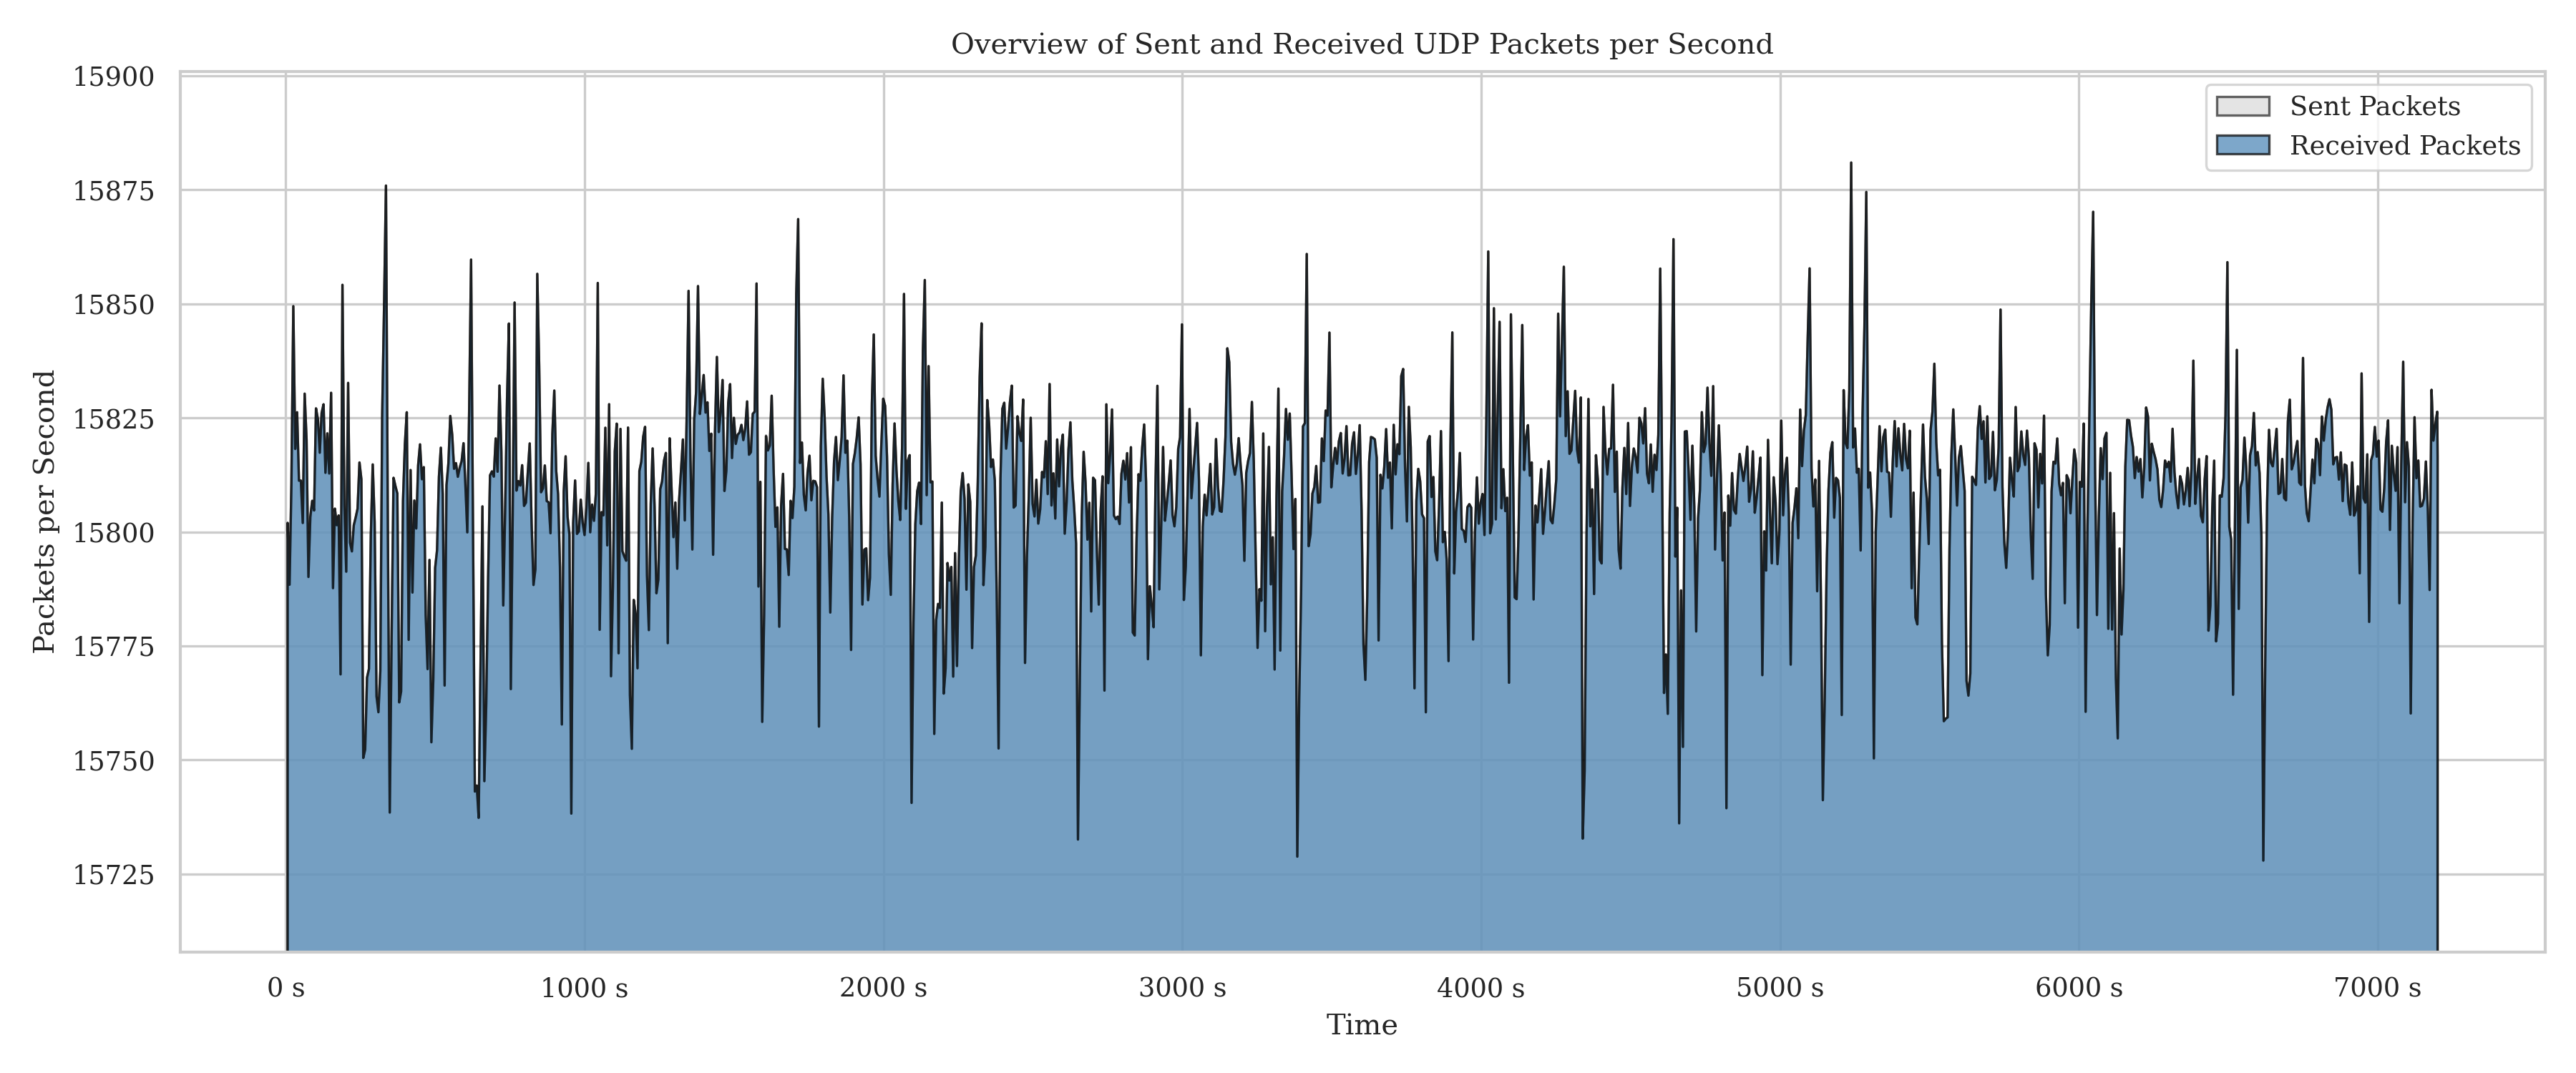 Overview of Sent and Received UDP Packets per Second
15900
15875
15850
15825
15800
15775
15750
15725
Packets per Second
Sent Packets
Received Packets
0 s
1000 s
2000 s
3000 s
4000 s
5000 s
6000 s
7000 s
Time